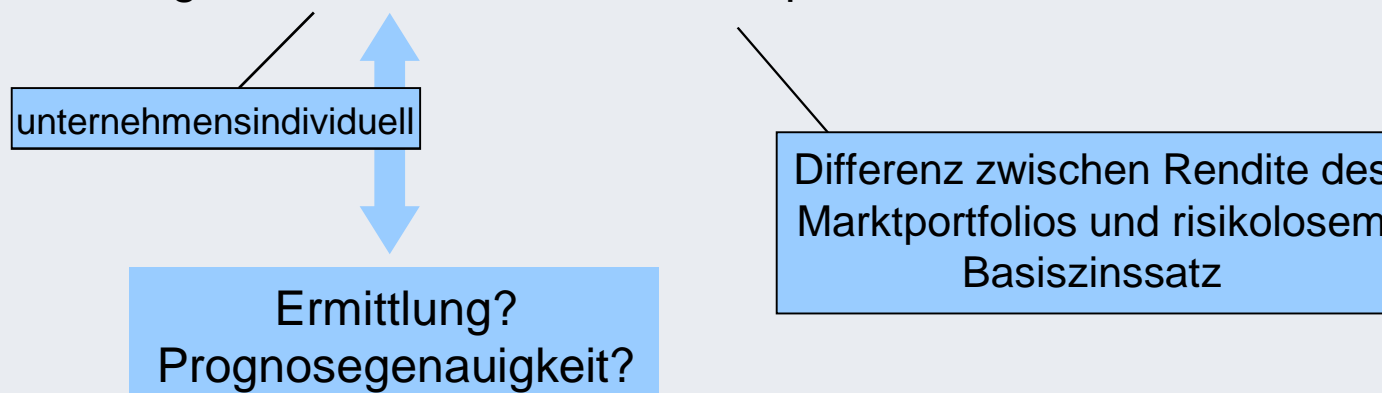 unternehmensindividuell
Differenz zwischen Rendite des
Marktportfolios und risikolosem
Basiszinssatz
Ermittlung?
Prognosegenauigkeit?